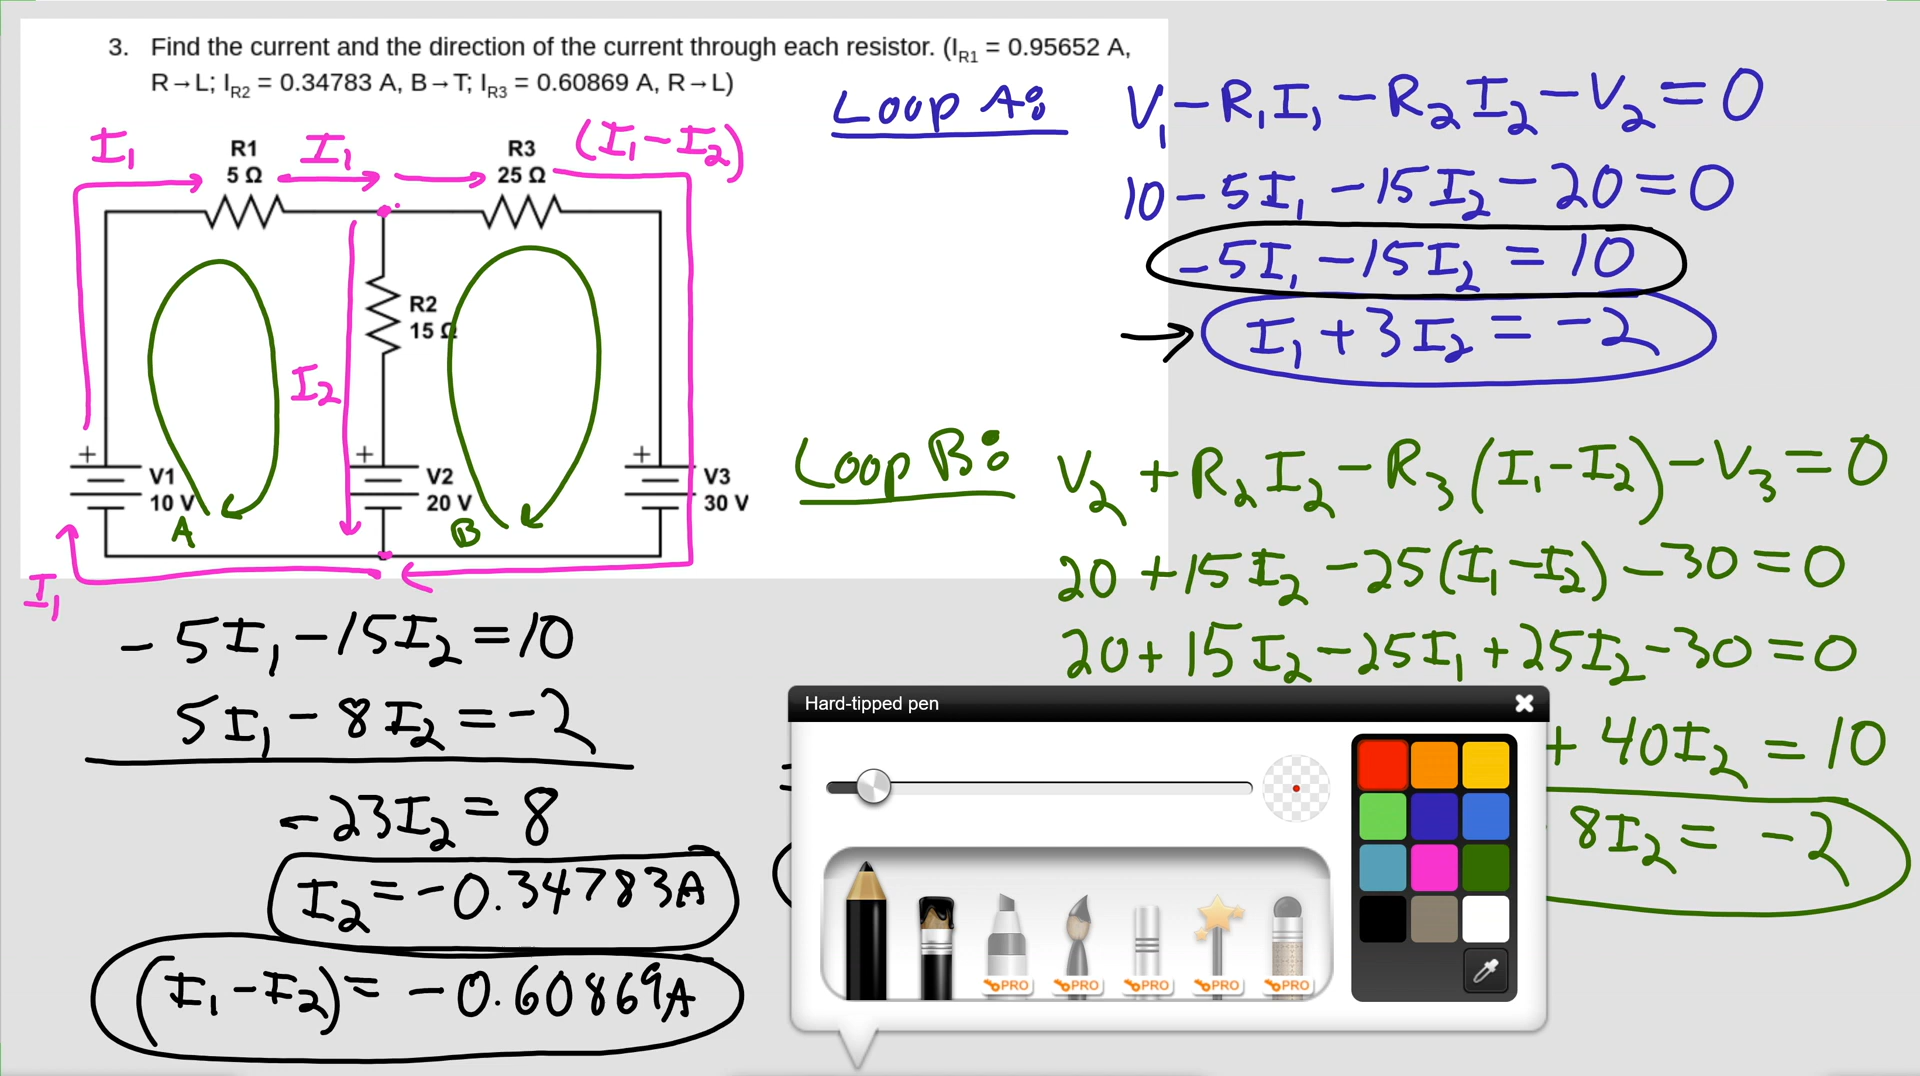 3. Find the current and the direction of the current through each resistor. (I_R1 = 0.95652 A,
R→L; I_R2 = 0.34783 A, B→T; I_R3 = 0.60869 A, R→L)
I₁
R1
5 Ω
I₁
R3
25 Ω
(I₁-I₂)
R2
15 Ω
I₂
+
V1
10 V
+
V2
20 V
+
V3
30 V
A
B
I₁
Loop A:
V₁-R₁I₁-R₂I₂-V₂=0
10-5I₁-15I₂-20=0
-5I₁-15I₂=10
→ I₁+3I₂=-2
Loop B:
V₂+R₂I₂-R₃(I₁-I₂)-V₃=0
20+15I₂-25(I₁-I₂)-30=0
20+15I₂-25I₁+25I₂-30=0
+40I₂=10
8I₂=-2
-5I₁-15I₂=10
5I₁-8I₂=-2
-23I₂=8
I₂=-0.34783A
(I₁-I₂)=-0.60869A
Hard-tipped pen
PRO
PRO
PRO
PRO
PRO